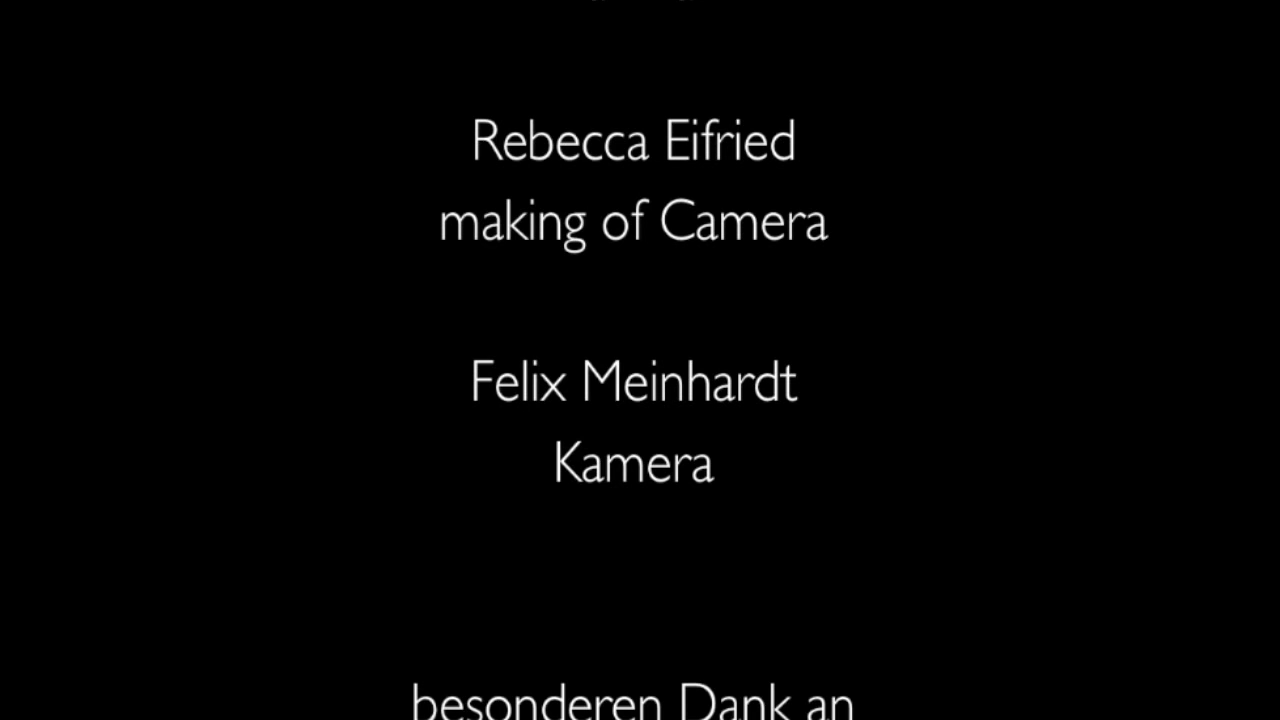 Rebecca Eifried
making of Camera
Felix Meinhardt
Kamera
besonderen Dank an